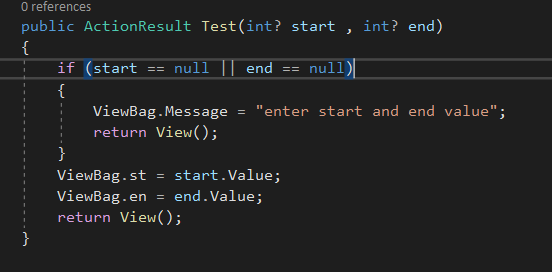 0 references
public ActionResult Test(int? start , int? end)
{
if (start == null || end == null)
{
ViewBag.Message = "enter start and end value";
return View();
}
ViewBag.st = start.Value;
ViewBag.en = end.Value;
return View();
}